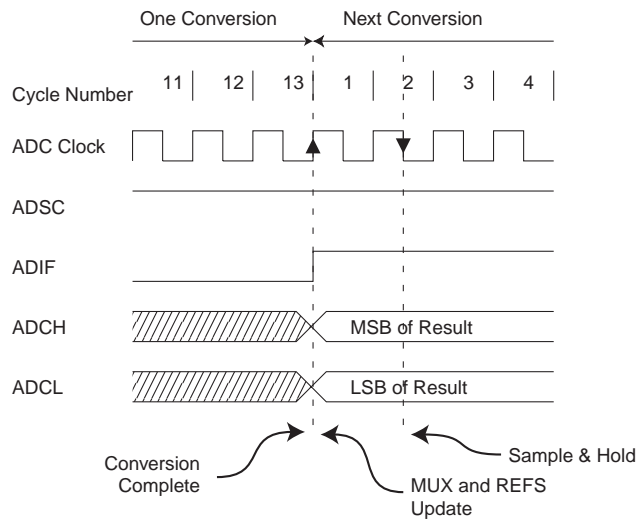 One Conversion Next Conversion
Cycle Number 11 12 13 1 2 3 4
ADC Clock
ADSC
ADIF
ADCH MSB of Result
ADCL LSB of Result
Conversion
Complete
MUX and REFS
Update
Sample & Hold